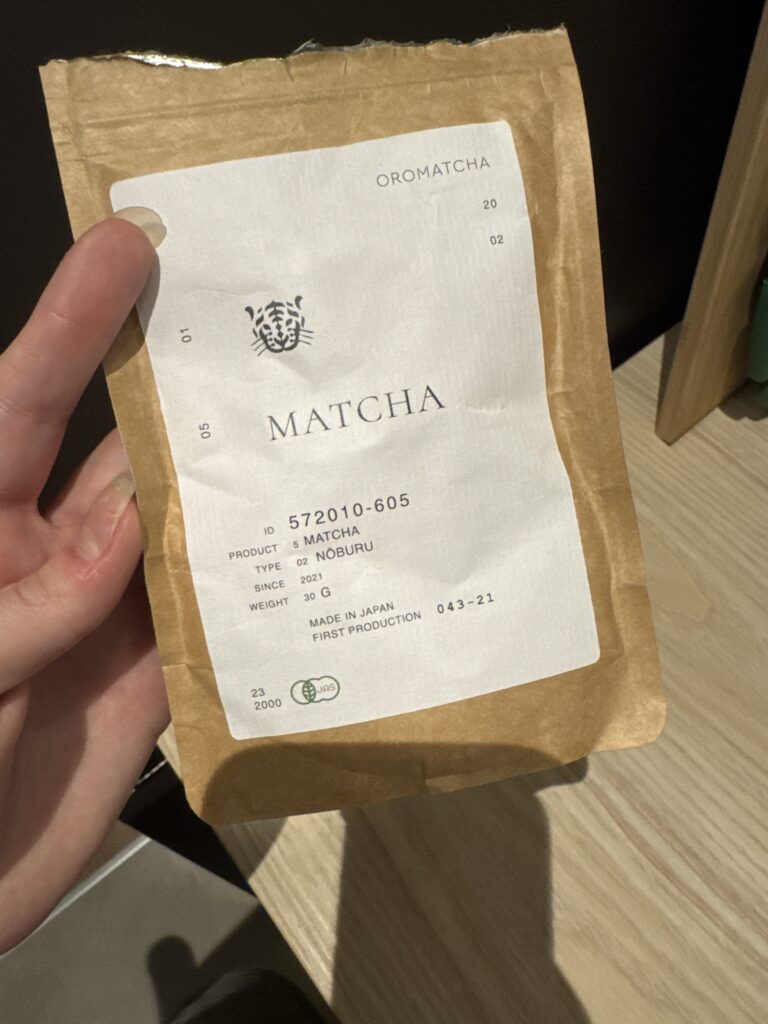 OROMATCHA
20
02
01
05
MATCHA
ID 572010-605
PRODUCT 5 MATCHA
TYPE 02 NŌBURU
SINCE 2021
WEIGHT 30 G
MADE IN JAPAN
FIRST PRODUCTION 043-21
23
2000
JAS